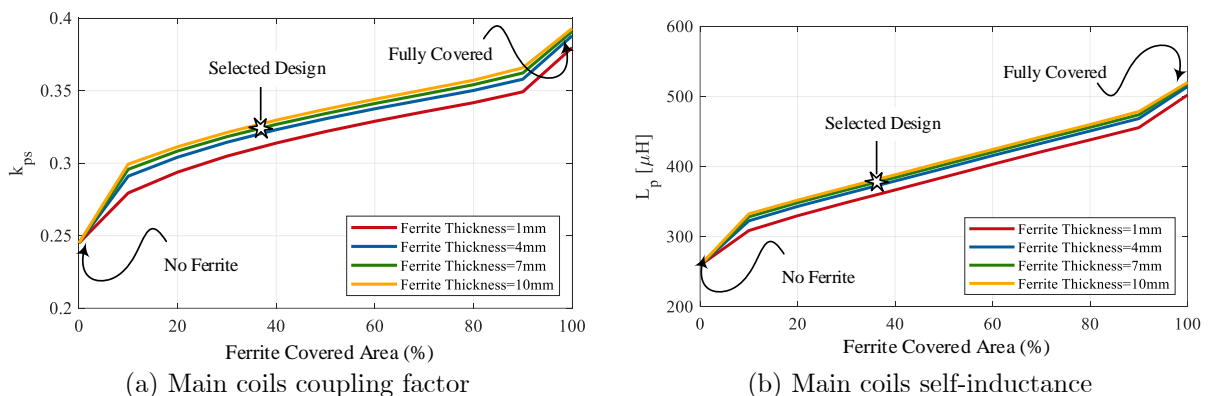 0.4
0.35
0.3
0.25
0.2
k_ps
Selected Design
Fully Covered
No Ferrite
Ferrite Thickness=1mm
Ferrite Thickness=4mm
Ferrite Thickness=7mm
Ferrite Thickness=10mm
0 20 40 60 80 100
Ferrite Covered Area (%)
(a) Main coils coupling factor
600
500
400
300
200
L_p [μH]
Fully Covered
Selected Design
No Ferrite
Ferrite Thickness=1mm
Ferrite Thickness=4mm
Ferrite Thickness=7mm
Ferrite Thickness=10mm
0 20 40 60 80 100
Ferrite Covered Area (%)
(b) Main coils self-inductance